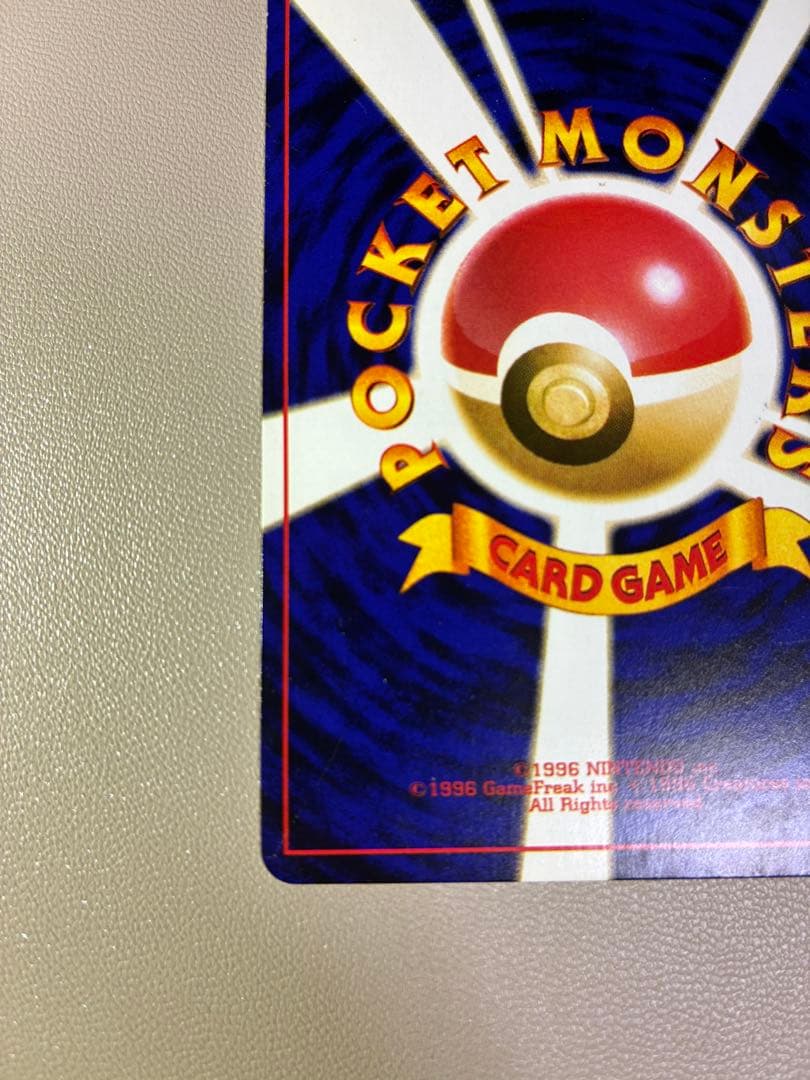 POCKET MONSTERS
CARD GAME
©1996 NINTENDO
©1996 GameFreak inc.
All Rights reserved